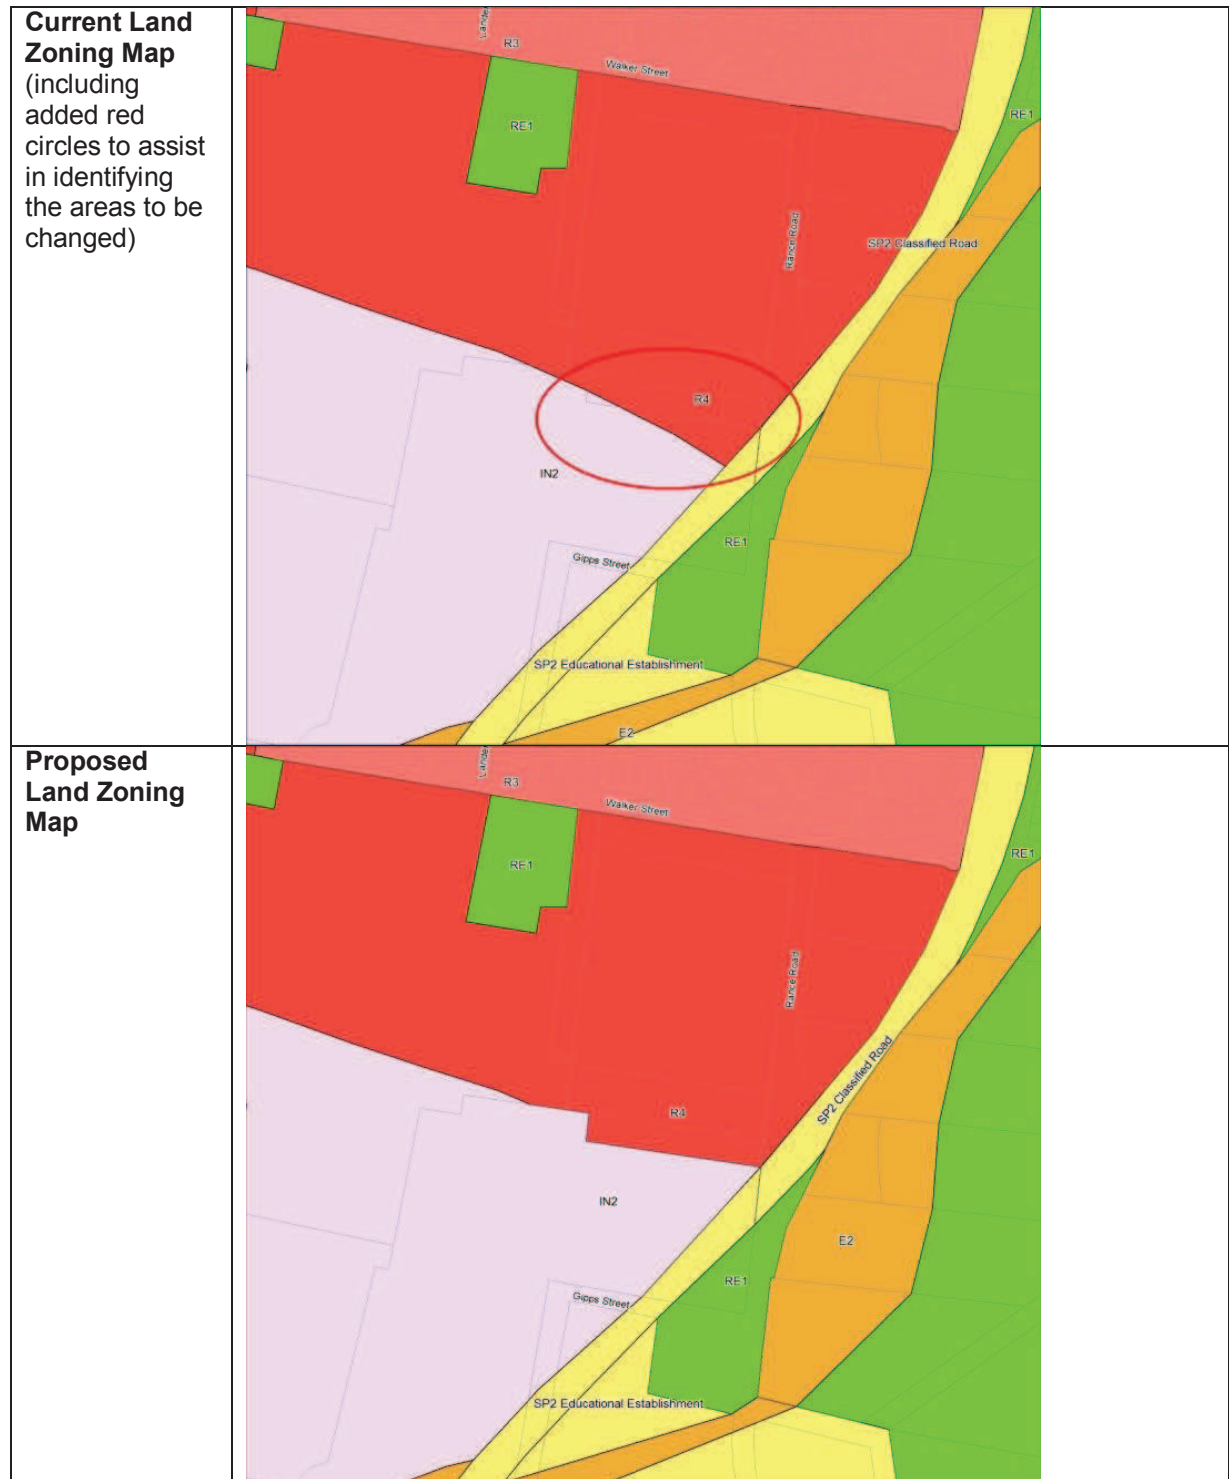 Current Land
Zoning Map
(including
added red
circles to assist
in identifying
the areas to be
changed)
R3
Walker Street
RE1
RE1
Rance Road
SP2 Classified Road
R4
IN2
RE1
Gipps Street
SP2 Educational Establishment
E2
Proposed
Land Zoning
Map
R3
Walker Street
RE1
RE1
Rance Road
SP2 Classified Road
R4
IN2
E2
RE1
Gipps Street
SP2 Educational Establishment